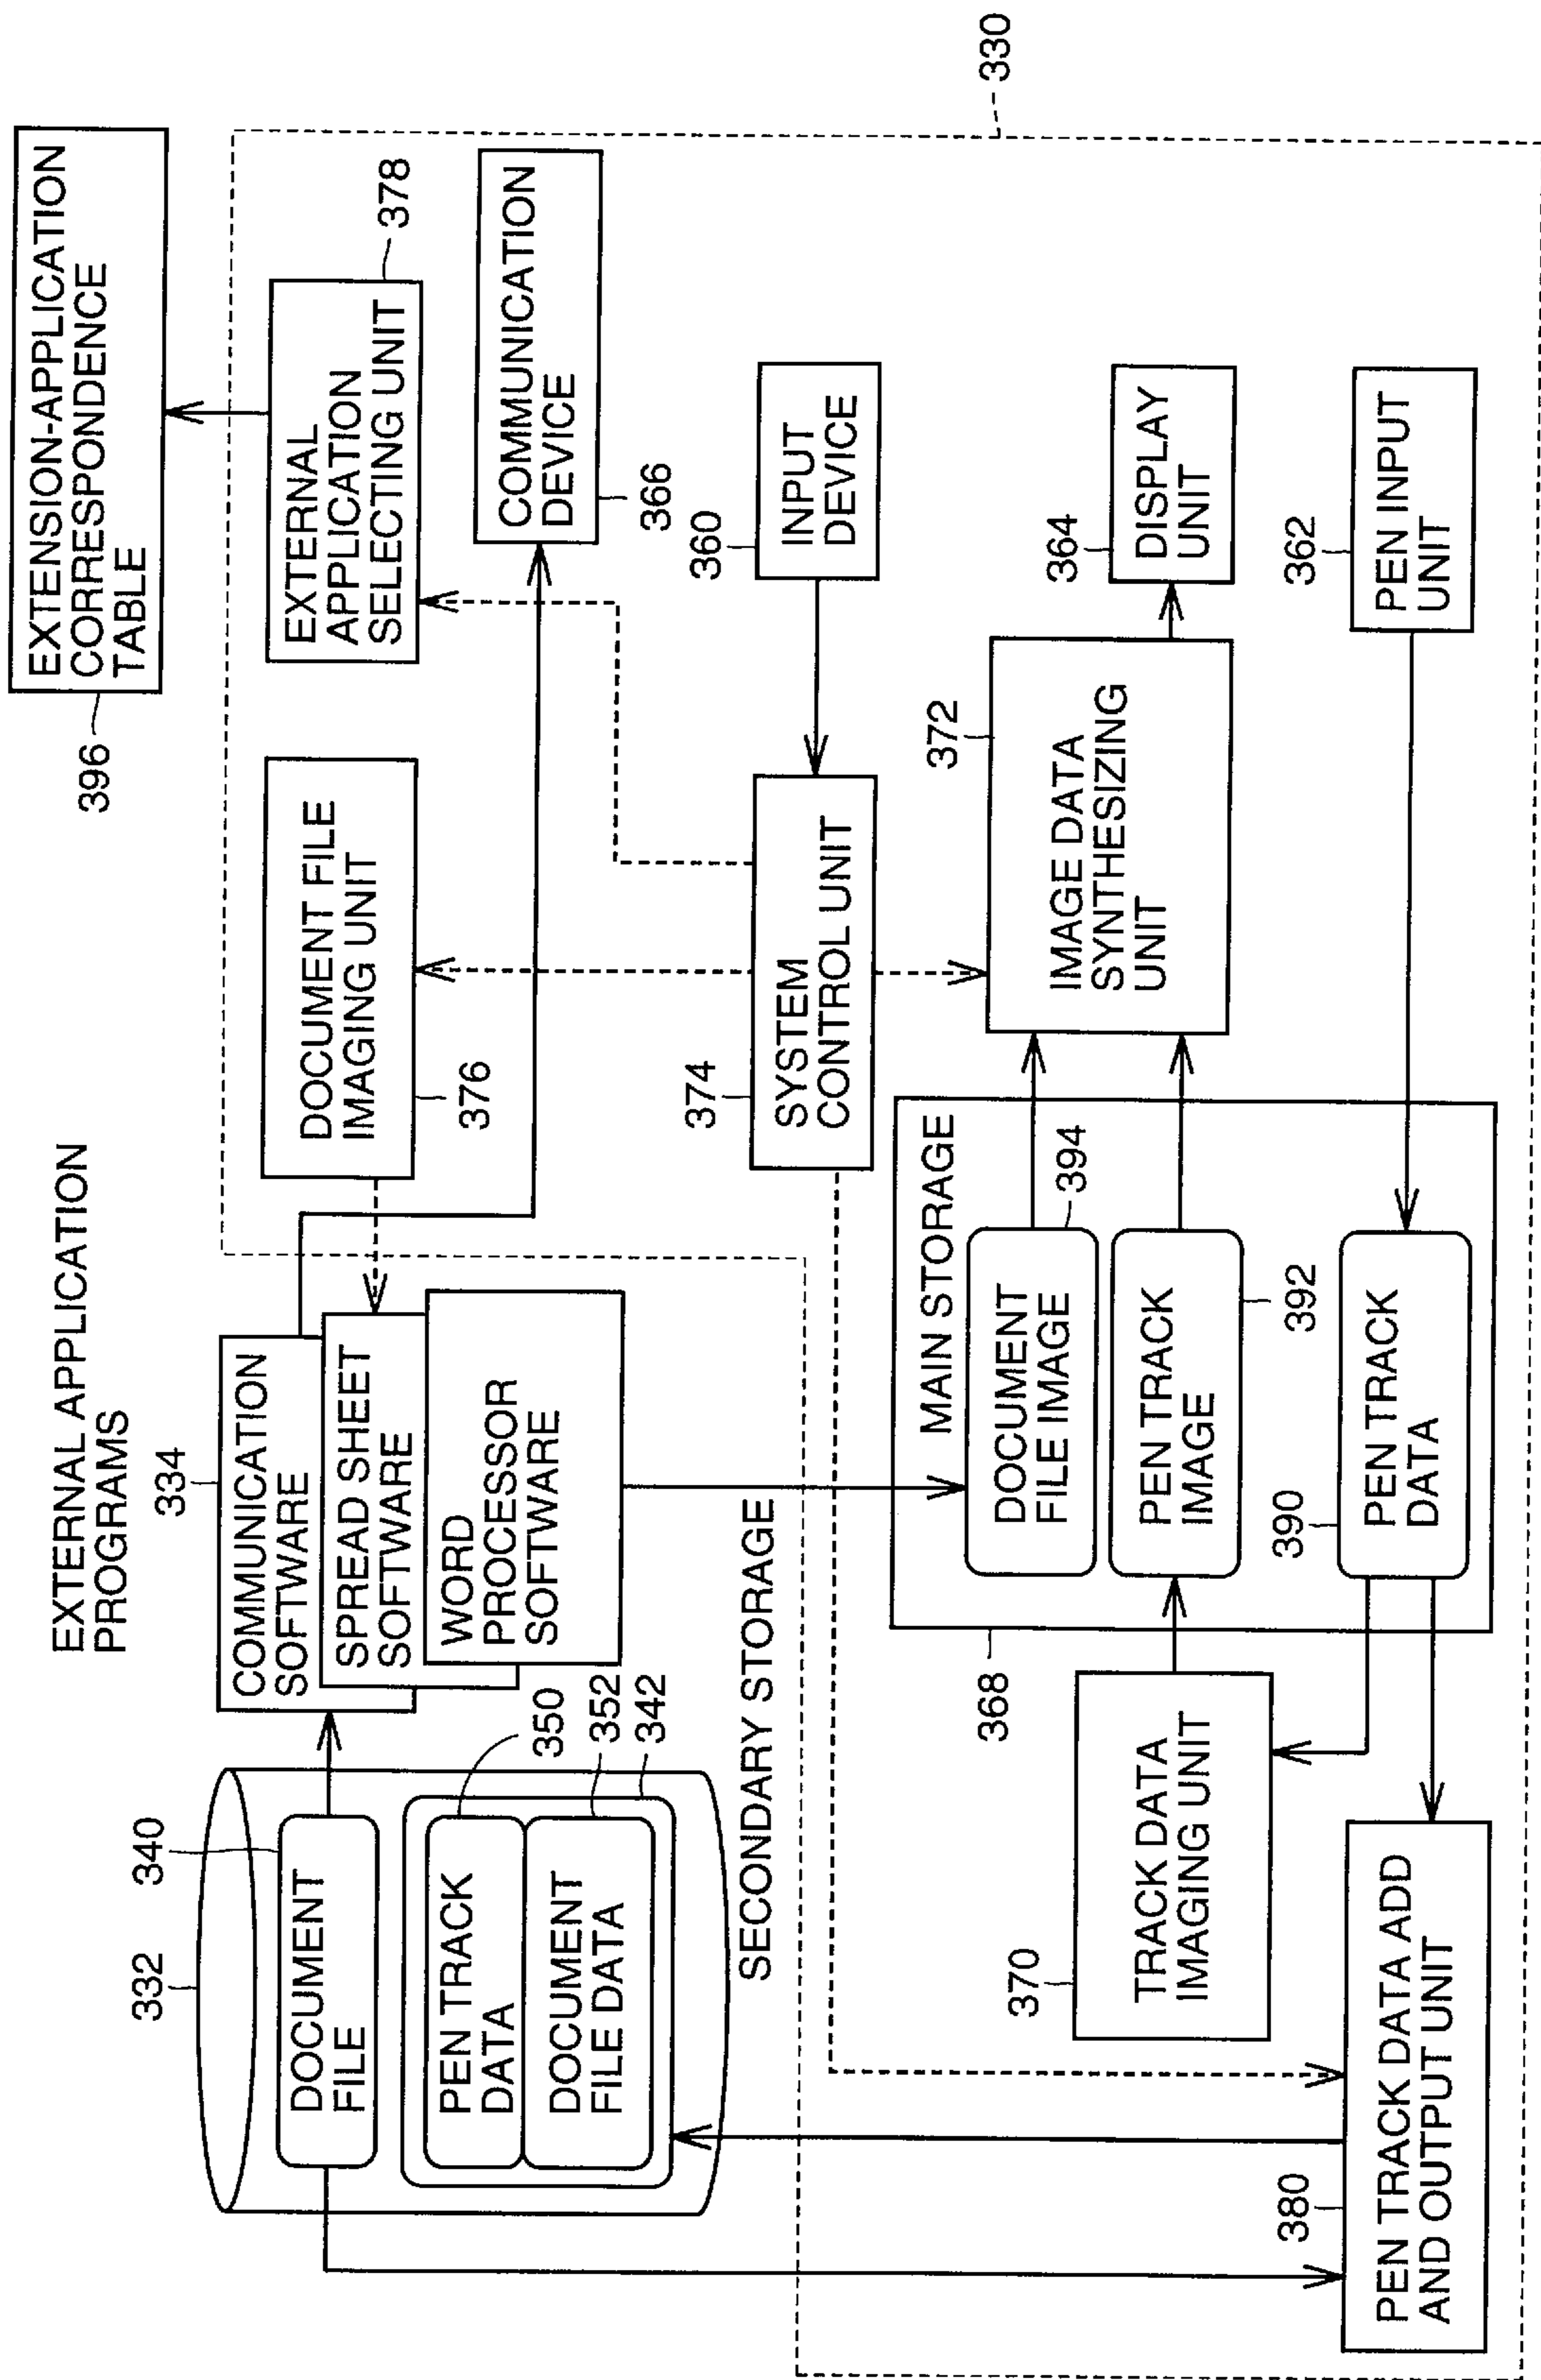 EXTERNAL APPLICATION
PROGRAMS
334
COMMUNICATION
SOFTWARE
SPREAD SHEET
SOFTWARE
WORD
PROCESSOR
SOFTWARE
332
340
DOCUMENT
FILE
PEN TRACK
DATA
DOCUMENT
FILE DATA
350
352
342
SECONDARY STORAGE
EXTENSION-APPLICATION
CORRESPONDENCE
TABLE
396
DOCUMENT FILE
IMAGING UNIT
376
EXTERNAL
APPLICATION
SELECTING UNIT
378
COMMUNICATION
DEVICE
366
360
INPUT
DEVICE
374
SYSTEM
CONTROL UNIT
330
372
IMAGE DATA
SYNTHESIZING
UNIT
364
DISPLAY
UNIT
362
PEN INPUT
UNIT
MAIN STORAGE
DOCUMENT
FILE IMAGE
394
PEN TRACK
IMAGE
392
390
PEN TRACK
DATA
368
370
TRACK DATA
IMAGING UNIT
380
PEN TRACK DATA ADD
AND OUTPUT UNIT